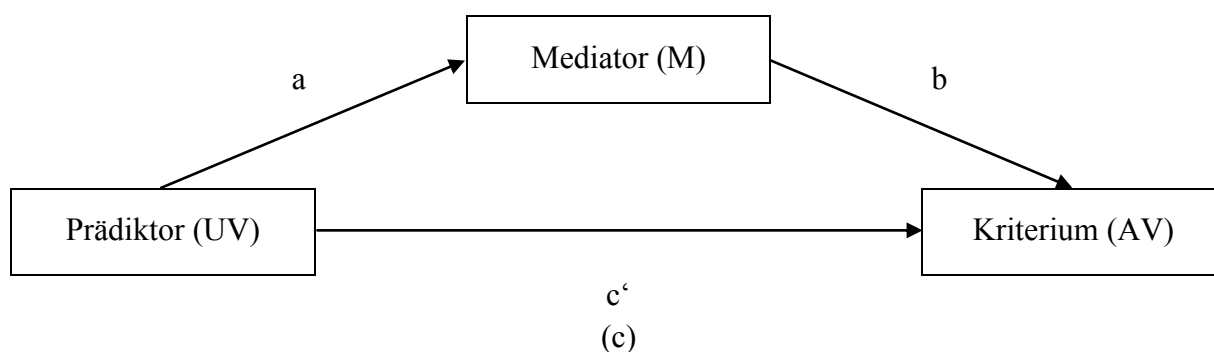 Mediator (M)
a
b
Prädiktor (UV)
Kriterium (AV)
c‘
(c)